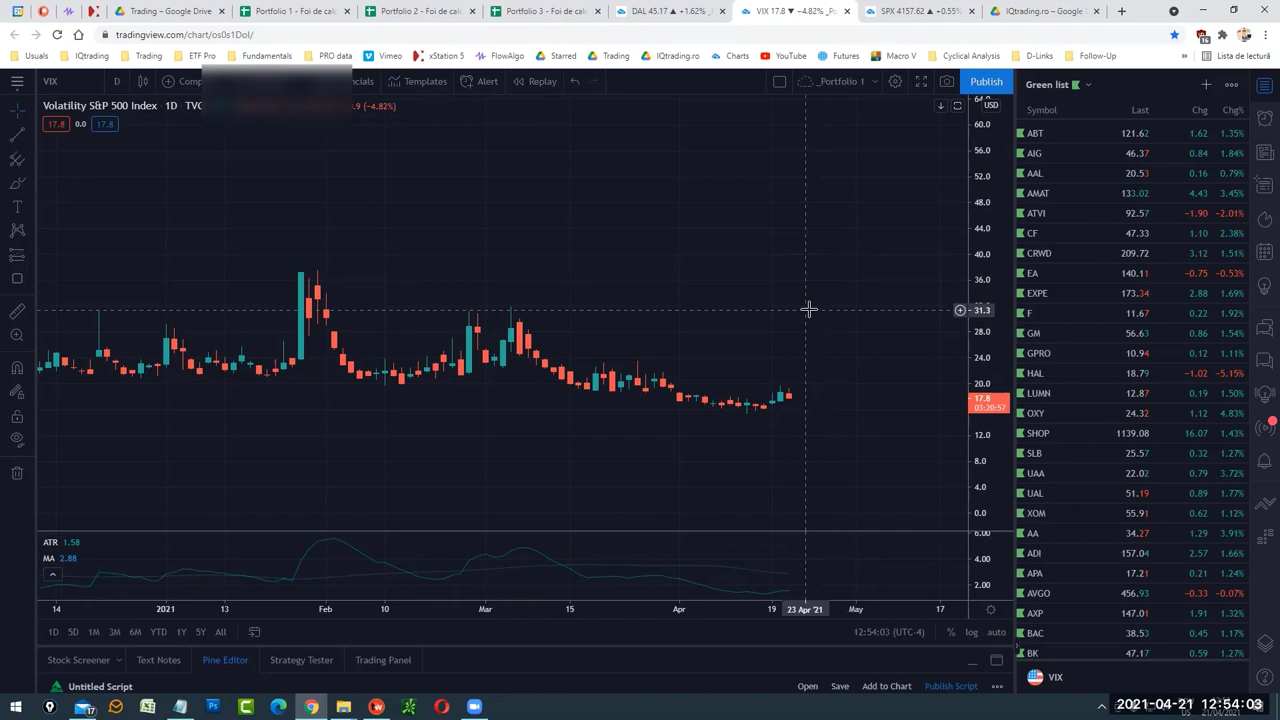 Trading – Google Drive
Portfolio 1 - Foi de calc
Portfolio 2 - Foi de calc
Portfolio 3 - Foi de calc
DAL 45.17 ▲ +1.62% _P
VIX 17.8 ▼ −4.82% _Po
SPX 4157.62 ▲ +0.55%
IQtrading.ro – Google
tradingview.com/chart/os0s1Dol/
Usuals
IQtrading
Trading
ETF Pro
Fundamentals
PRO data
Vimeo
xStation 5
FlowAlgo
Starred
Trading
IQtrading.ro
Charts
YouTube
Futures
Macro V
Cyclical Analysis
D-Links
Follow-Up
Listă de lectură
VIX
D
Templates
Alert
Replay
_Portfolio 1
Publish
Green list
Volatility S&P 500 Index · 1D · TVC
(−4.82%)
USD
17.8 0.0 17.8
Symbol Last Chg Chg%
ABT 121.62 1.62 1.35%
AIG 46.37 0.84 1.84%
AAL 20.53 0.16 0.79%
AMAT 133.02 4.43 3.45%
ATVI 92.57 −1.90 −2.01%
CF 47.33 1.10 2.38%
CRWD 209.72 3.12 1.51%
EA 140.11 −0.75 −0.53%
EXPE 173.34 2.88 1.69%
F 11.67 0.22 1.92%
GM 56.63 0.86 1.54%
GPRO 10.94 0.12 1.11%
HAL 18.79 −1.02 −5.15%
LUMN 12.87 0.19 1.50%
OXY 24.32 1.12 4.83%
SHOP 1139.08 16.07 1.43%
SLB 25.57 0.32 1.27%
UAA 22.02 0.79 3.72%
UAL 51.19 0.89 1.77%
XOM 55.91 0.62 1.12%
AA 34.27 1.29 3.91%
ADI 157.04 2.57 1.66%
APA 17.21 0.21 1.24%
AVGO 456.93 −0.33 −0.07%
AXP 147.01 1.91 1.32%
BAC 38.53 0.45 1.17%
BK 47.17 0.59 1.27%
60.0
56.0
52.0
48.0
44.0
40.0
36.0
31.3
28.0
24.0
20.0
17.8
03:20:57
12.0
8.0
4.0
0.0
6.00
4.00
2.00
ATR 1.58
MA 2.88
14 2021 13 Feb 10 Mar 15 Apr 19 23 Apr '21 May 17
1D 5D 1M 3M 6M YTD 1Y 5Y All
12:54:03 (UTC-4) % log auto
Stock Screener
Text Notes
Pine Editor
Strategy Tester
Trading Panel
Untitled Script
Open
Save
Add to Chart
Publish Script
VIX
2021-04-21 12:54:03